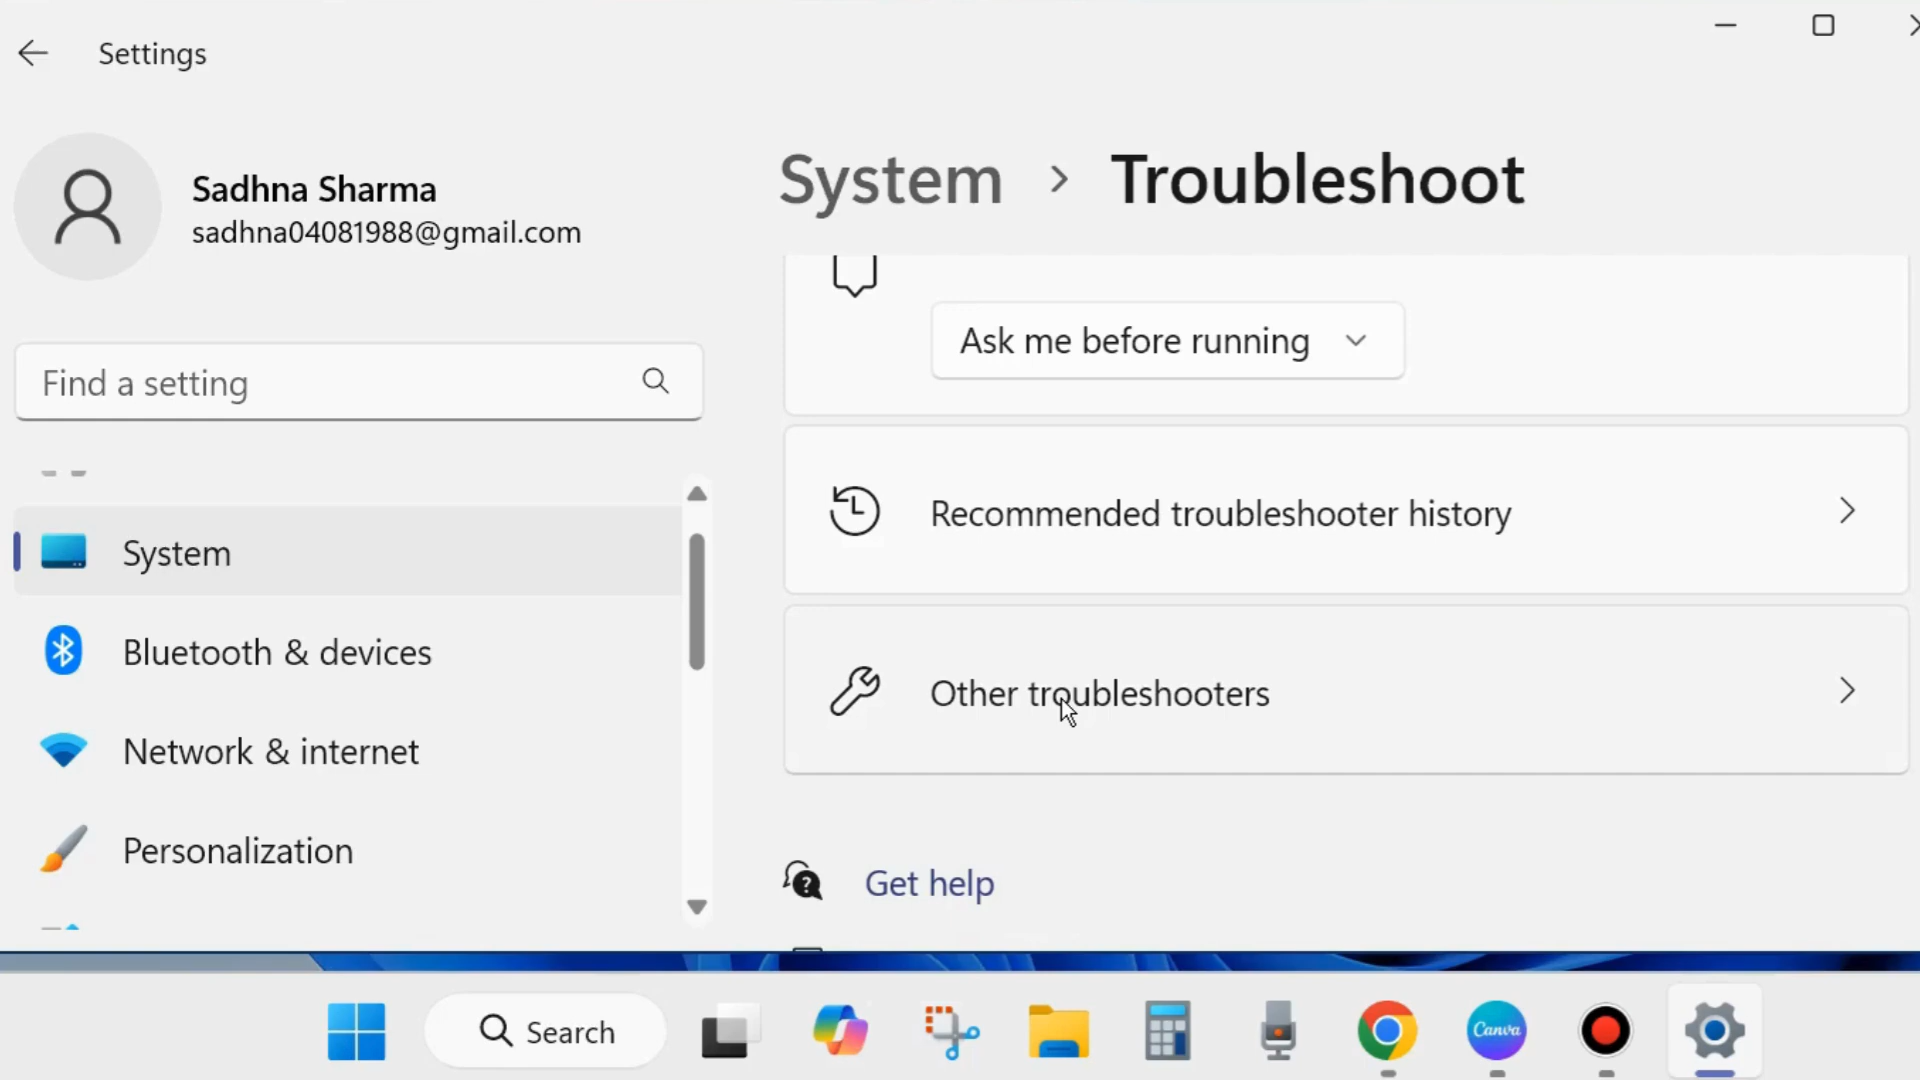 Settings
Sadhna Sharma
sadhna04081988@gmail.com
Find a setting
System
Bluetooth & devices
Network & internet
Personalization
System > Troubleshoot
Ask me before running
Recommended troubleshooter history
Other troubleshooters
Get help
Search
Canva